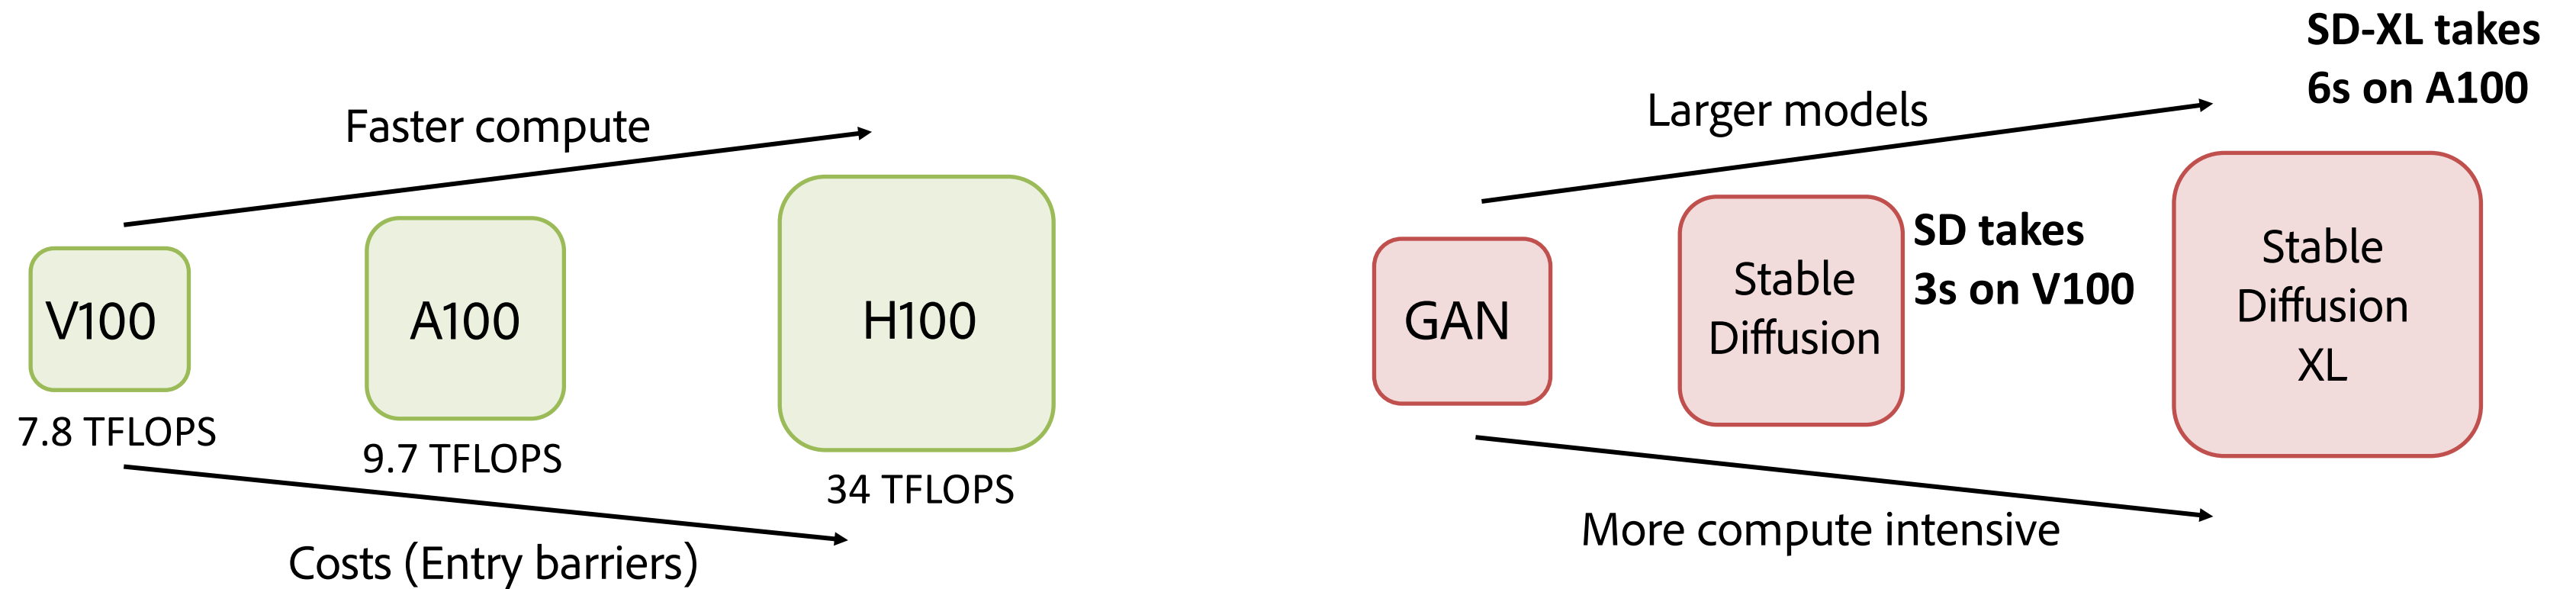 Faster compute
V100
A100
H100
7.8 TFLOPS
9.7 TFLOPS
34 TFLOPS
Costs (Entry barriers)
SD-XL takes
6s on A100
Larger models
GAN
Stable
Diffusion
SD takes
3s on V100
Stable
Diffusion
XL
More compute intensive